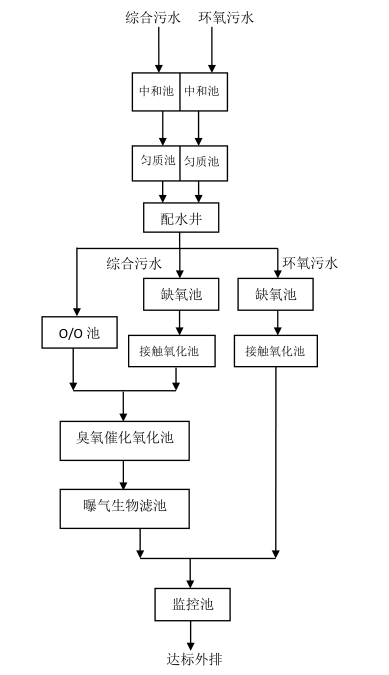 综合污水 环氧污水
中和池 中和池
匀质池 匀质池
配水井
综合污水 环氧污水
缺氧池 缺氧池
O/O 池
接触氧化池 接触氧化池
臭氧催化氧化池
曝气生物滤池
监控池
达标外排